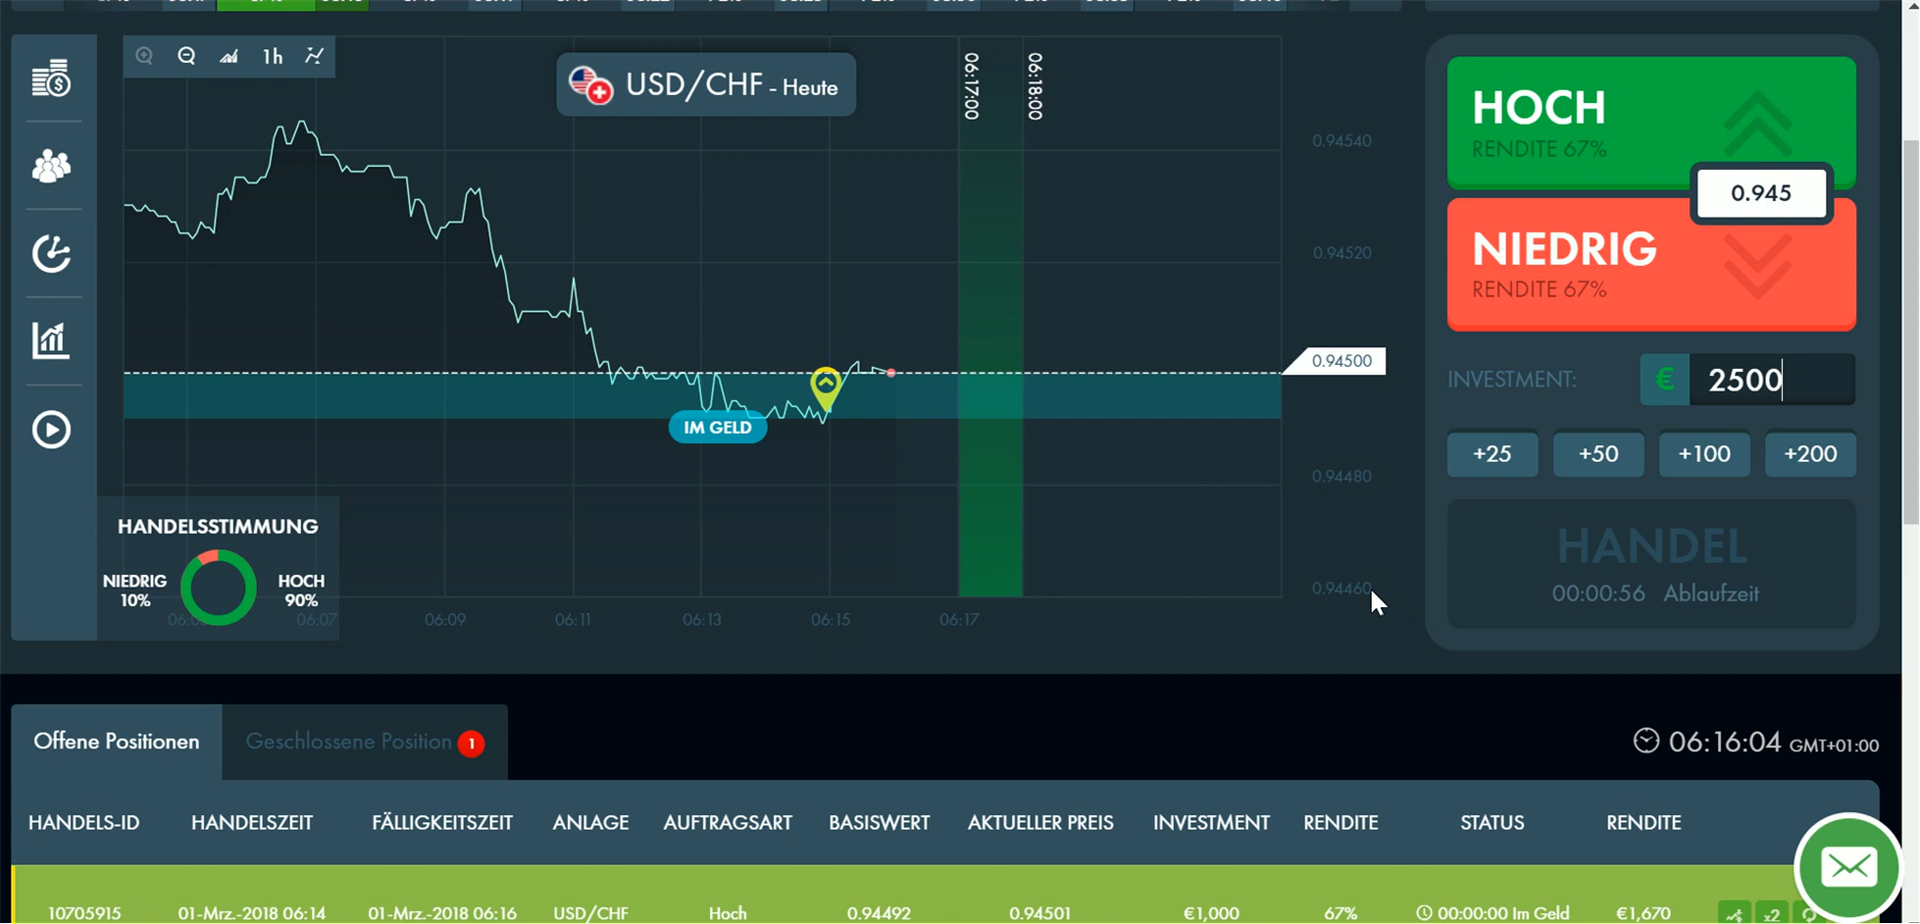 1h
USD/CHF - Heute
06:17:00
06:18:00
0.94540
0.94520
0.94500
0.94480
0.94460
IM GELD
HANDELSSTIMMUNG
NIEDRIG
10%
HOCH
90%
06:07
06:09
06:11
06:13
06:15
06:17
HOCH
RENDITE 67%
0.945
NIEDRIG
RENDITE 67%
INVESTMENT:
€ 2500
+25 +50 +100 +200
HANDEL
00:00:56 Ablaufzeit
Offene Positionen
Geschlossene Position 1
06:16:04 GMT+01:00
HANDELS-ID HANDELSZEIT FÄLLIGKEITSZEIT ANLAGE AUFTRAGSART BASISWERT AKTUELLER PREIS INVESTMENT RENDITE STATUS RENDITE
10705915 01-Mrz.-2018 06:14 01-Mrz.-2018 06:16 USD/CHF Hoch 0.94492 0.94501 €1,000 67% 00:00:00 Im Geld €1,670 x2